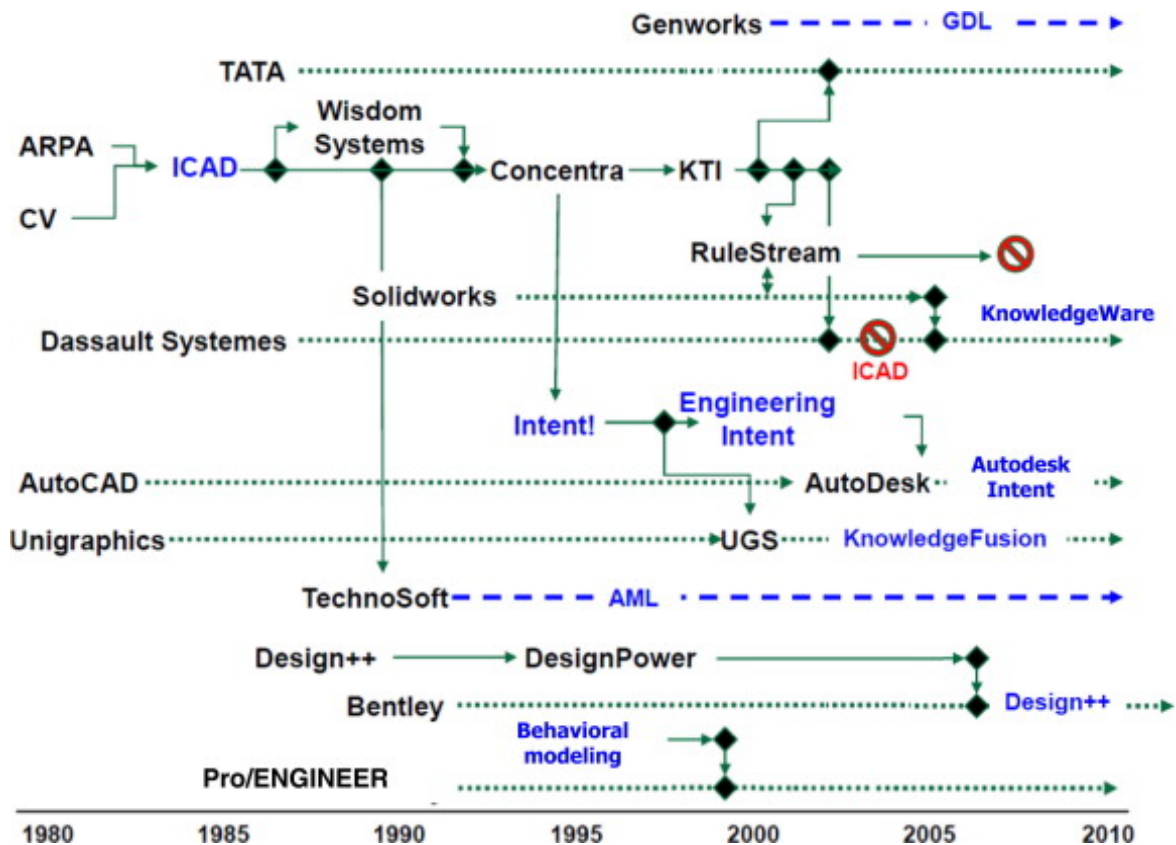 Genworks
GDL
TATA
Wisdom
Systems
ARPA
ICAD
Concentra
KTI
CV
RuleStream
Solidworks
KnowledgeWare
Dassault Systemes
ICAD
Intent!
Engineering
Intent
AutoCAD
AutoDesk
Autodesk
Intent
Unigraphics
UGS
KnowledgeFusion
TechnoSoft
AML
Design++
DesignPower
Bentley
Design++
Behavioral
modeling
Pro/ENGINEER
1980 1985 1990 1995 2000 2005 2010